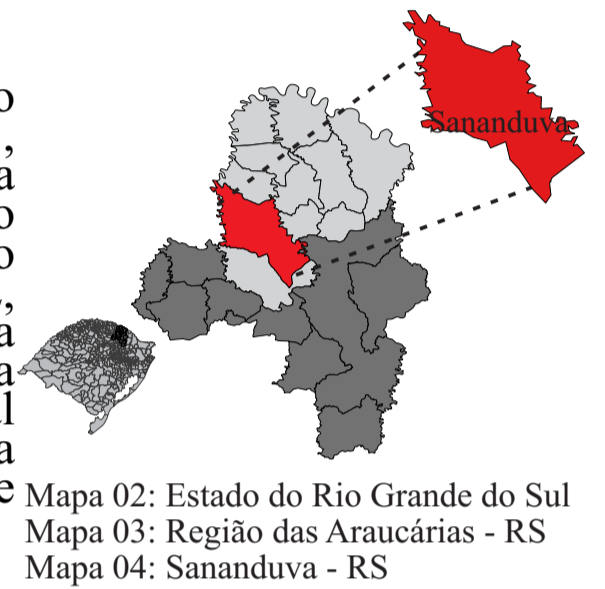 o
,
a
o
o
,
a
a
l
a
e
Sananduva
Mapa 02: Estado do Rio Grande do Sul
Mapa 03: Região das Araucárias - RS
Mapa 04: Sananduva - RS